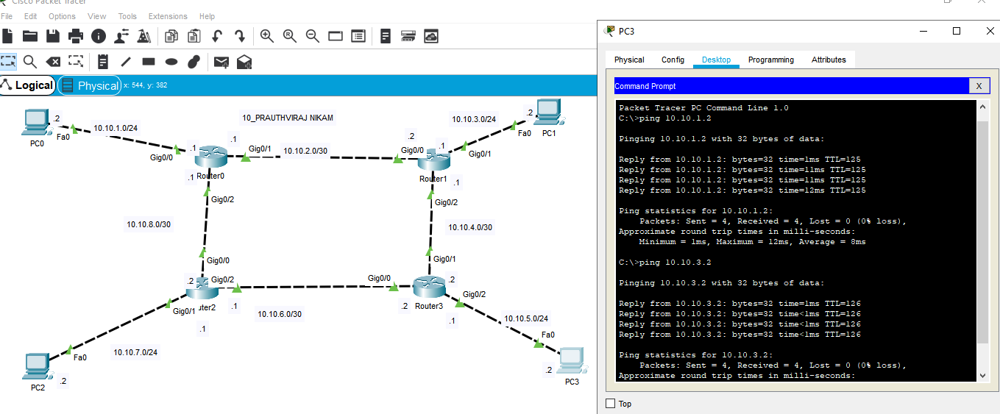 Cisco Packet Tracer
File Edit Options View Tools Extensions Help
Logical Physical x: 544, y: 382
10_PRAUTHVIRAJ NIKAM
.2
10.10.1.0/24
PC0
Fa0
Gig0/0
.1
.1
Gig0/1
10.10.2.0/30
.1
Router0
Gig0/2
10.10.3.0/24
.2
Fa0
PC1
.2
Gig0/0
.1
Gig0/1
Router1
.1
Gig0/2
10.10.8.0/30
10.10.4.0/30
Gig0/0
.2
Gig0/2
uter2
Gig0/1
.1
.1
10.10.6.0/30
Gig0/1
Gig0/0
.2
.2
Router3
Gig0/2
.1
10.10.5.0/24
Fa0
.2
PC3
10.10.7.0/24
Fa0
.2
PC2
PC3
Physical Config Desktop Programming Attributes
Command Prompt X
Packet Tracer PC Command Line 1.0
C:\>ping 10.10.1.2
Pinging 10.10.1.2 with 32 bytes of data:
Reply from 10.10.1.2: bytes=32 time=1ms TTL=125
Reply from 10.10.1.2: bytes=32 time=11ms TTL=125
Reply from 10.10.1.2: bytes=32 time=11ms TTL=125
Reply from 10.10.1.2: bytes=32 time=12ms TTL=125
Ping statistics for 10.10.1.2:
Packets: Sent = 4, Received = 4, Lost = 0 (0% loss),
Approximate round trip times in milli-seconds:
Minimum = 1ms, Maximum = 12ms, Average = 8ms
C:\>ping 10.10.3.2
Pinging 10.10.3.2 with 32 bytes of data:
Reply from 10.10.3.2: bytes=32 time=1ms TTL=126
Reply from 10.10.3.2: bytes=32 time<1ms TTL=126
Reply from 10.10.3.2: bytes=32 time<1ms TTL=126
Reply from 10.10.3.2: bytes=32 time<1ms TTL=126
Ping statistics for 10.10.3.2:
Packets: Sent = 4, Received = 4, Lost = 0 (0% loss),
Approximate round trip times in milli-seconds:
Top